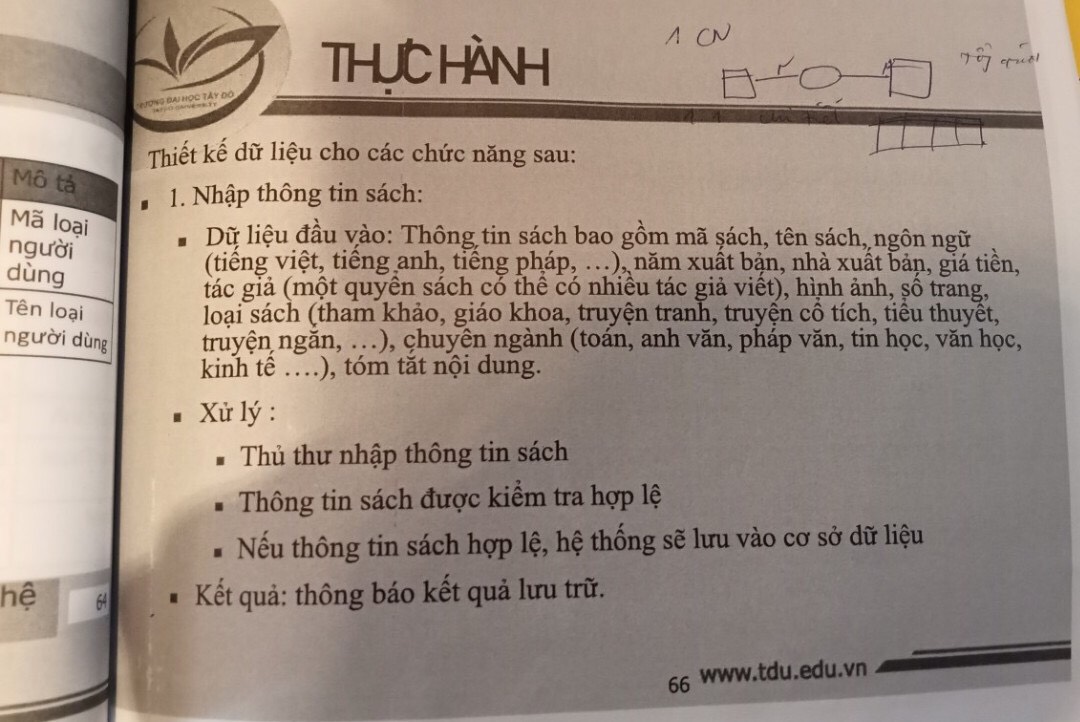 Mô tả
Mã loại
người
dùng
Tên loại
người dùng
hệ
64
TRƯỜNG ĐẠI HỌC TÂY ĐÔ
THỰC HÀNH
1 CN
Thiết kế dữ liệu cho các chức năng sau:
▪ 1. Nhập thông tin sách:
▪ Dữ liệu đầu vào: Thông tin sách bao gồm mã sách, tên sách, ngôn ngữ
(tiếng việt, tiếng anh, tiếng pháp, …), năm xuất bản, nhà xuất bản, giá tiền,
tác giả (một quyển sách có thể có nhiều tác giả viết), hình ảnh, số trang,
loại sách (tham khảo, giáo khoa, truyện tranh, truyện cổ tích, tiểu thuyết,
truyện ngắn, …), chuyên ngành (toán, anh văn, pháp văn, tin học, văn học,
kinh tế ….), tóm tắt nội dung.
▪ Xử lý :
▪ Thủ thư nhập thông tin sách
▪ Thông tin sách được kiểm tra hợp lệ
▪ Nếu thông tin sách hợp lệ, hệ thống sẽ lưu vào cơ sở dữ liệu
▪ Kết quả: thông báo kết quả lưu trữ.
66 www.tdu.edu.vn